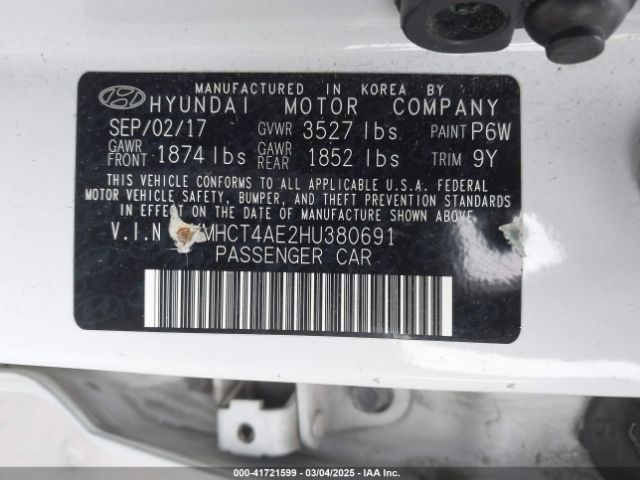 MANUFACTURED IN KOREA BY
HYUNDAI MOTOR COMPANY
SEP/02/17 GVWR 3527 lbs PAINT P6W
GAWR FRONT 1874 lbs GAWR REAR 1852 lbs TRIM 9Y
THIS VEHICLE CONFORMS TO ALL APPLICABLE U.S.A. FEDERAL
MOTOR VEHICLE SAFETY, BUMPER, AND THEFT PREVENTION STANDARDS
IN EFFECT ON THE DATE OF MANUFACTURE SHOWN ABOVE.
V.I.N MHCT4AE2HU380691
PASSENGER CAR
000-41721599 — 03/04/2025 — IAA Inc.